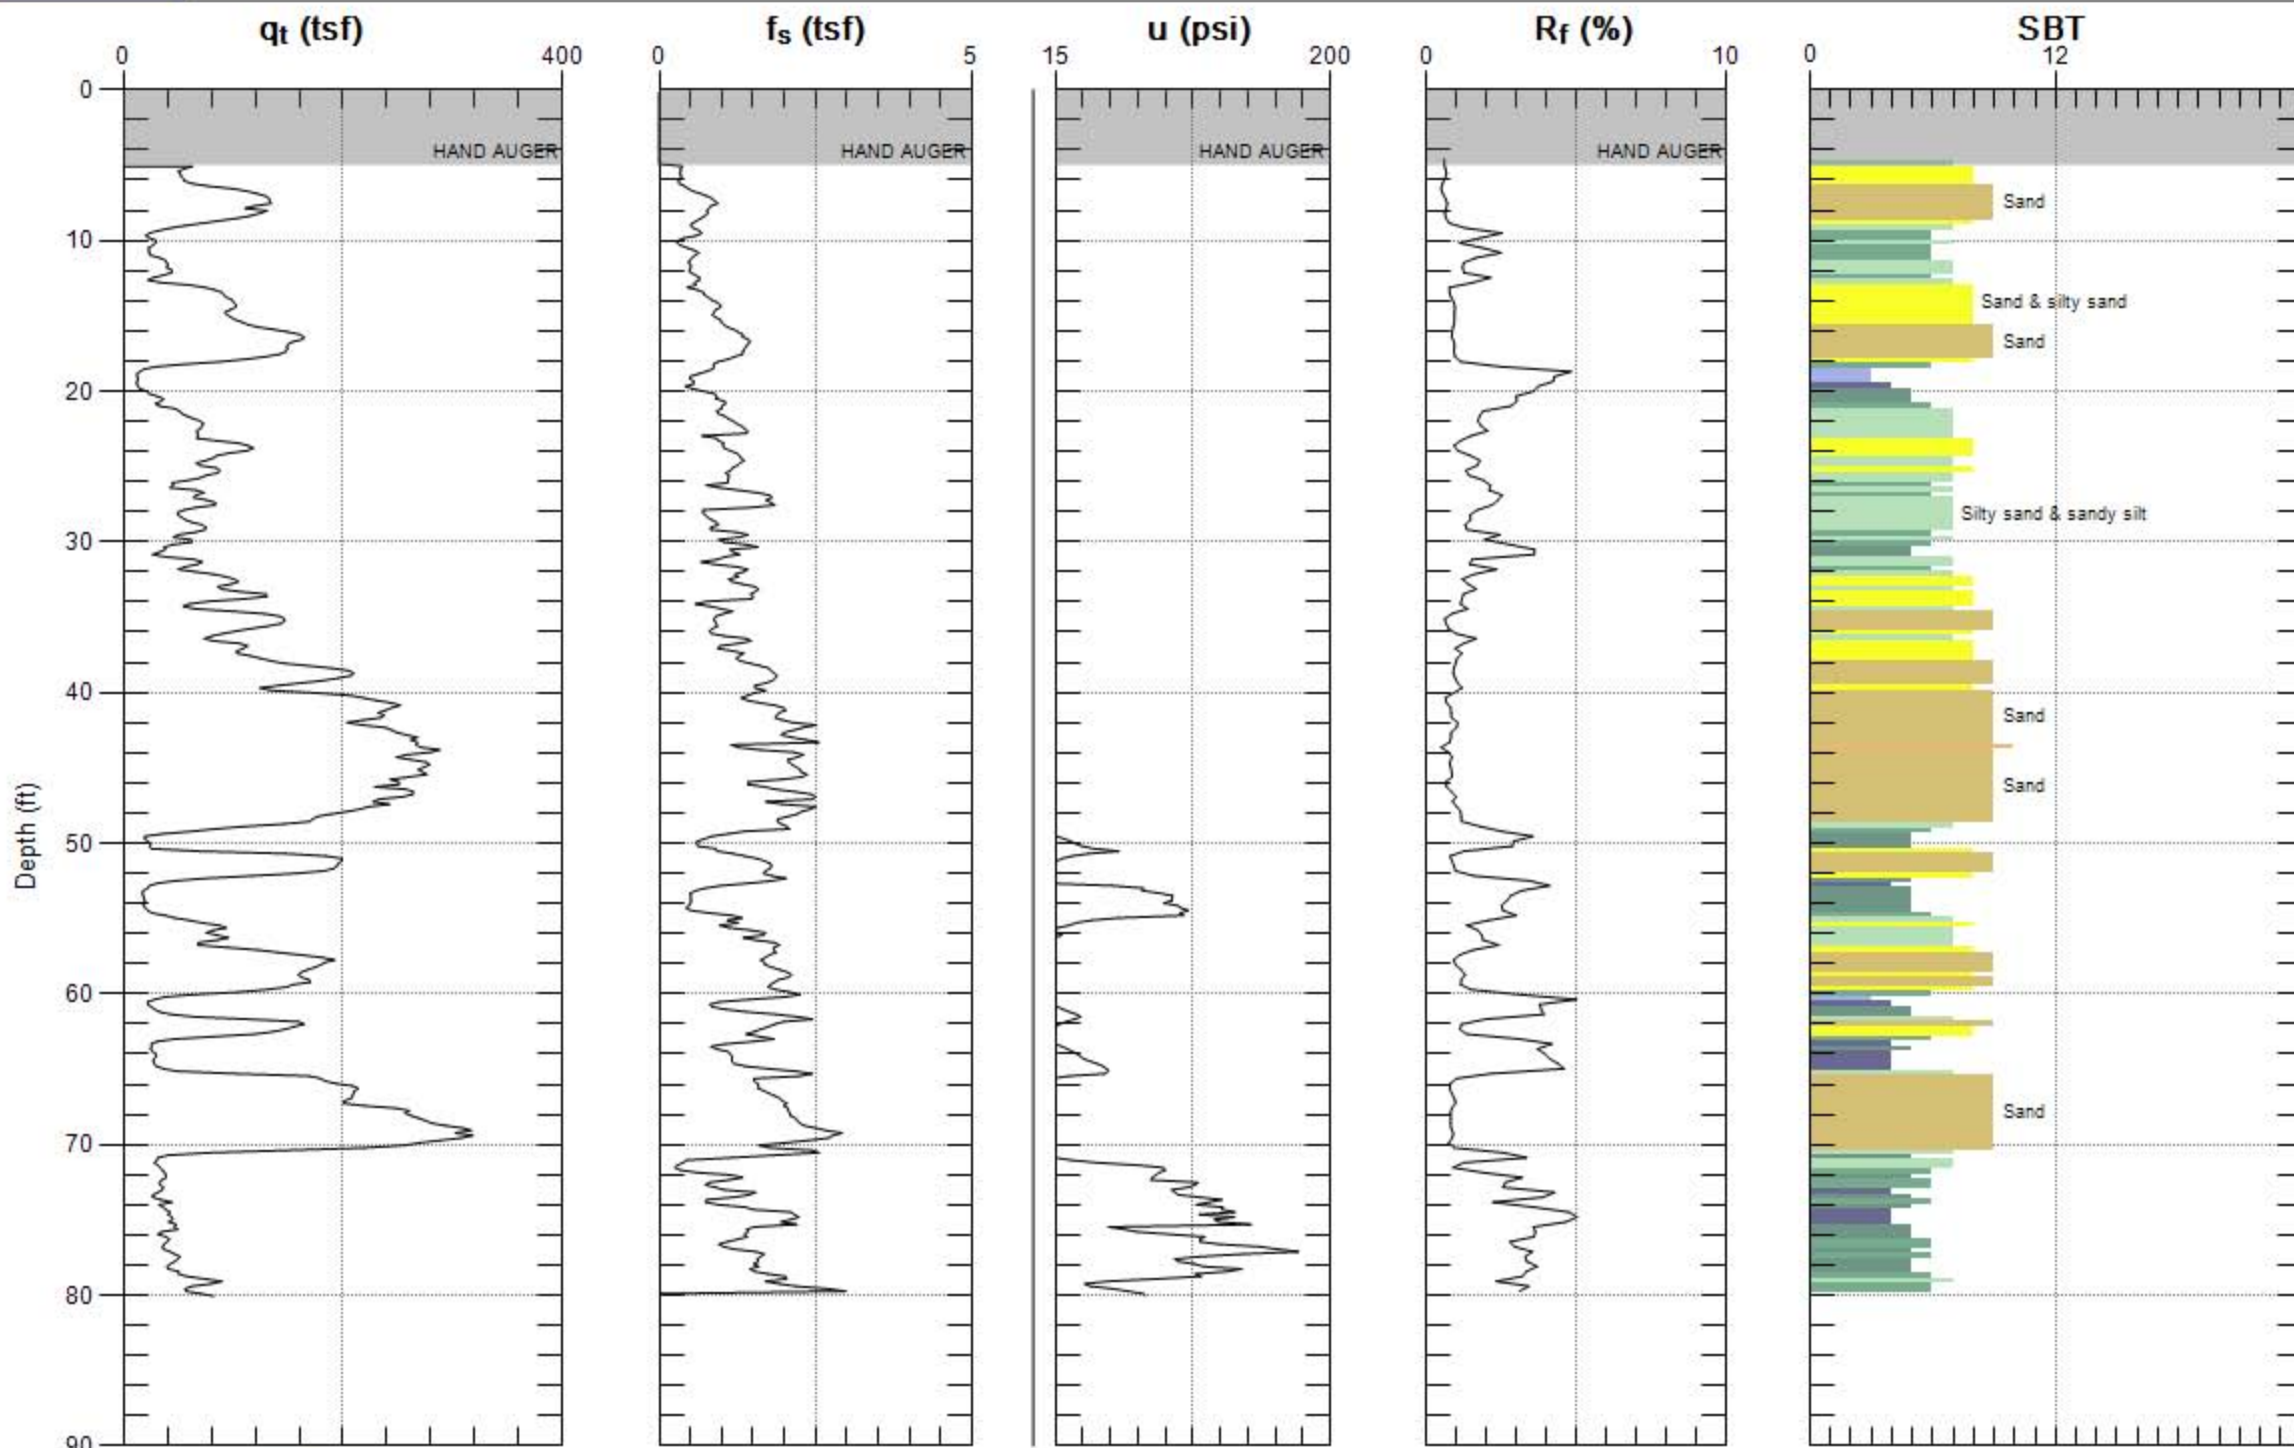 qt (tsf) fs (tsf) u (psi) Rf (%) SBT
0 400 0 5 15 200 0 10 0 12
0
HAND AUGER HAND AUGER HAND AUGER HAND AUGER
Sand
10
Sand & silty sand
Sand
20
Silty sand & sandy silt
30
40
Sand
Sand
Depth (ft)
50
60
Sand
70
80
90